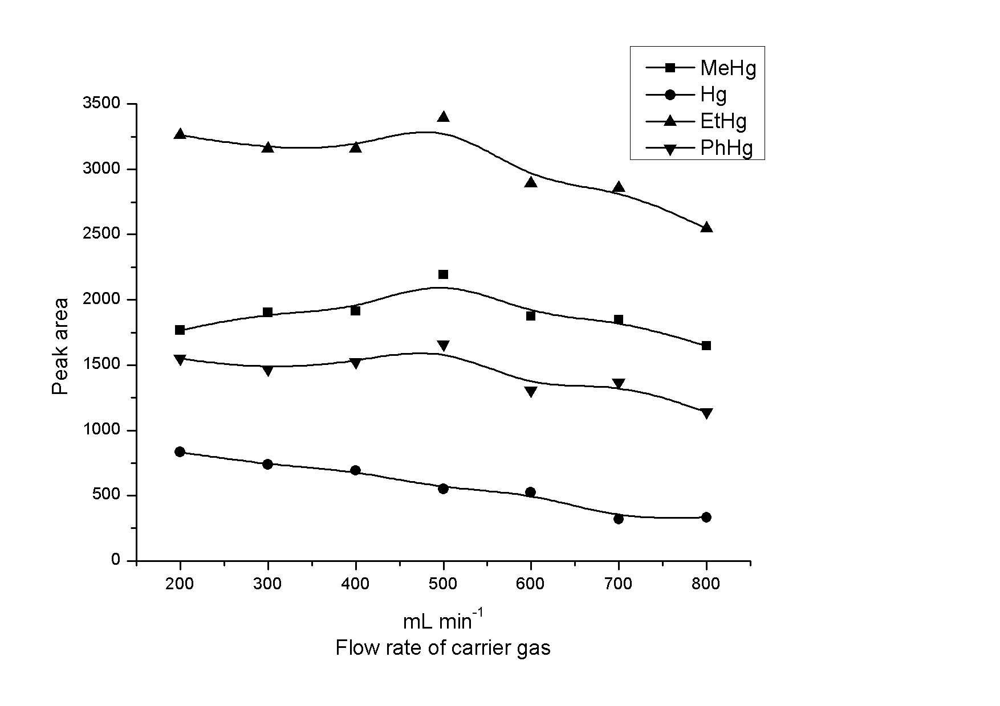 MeHg
Hg
EtHg
PhHg
3500
3000
2500
2000
1500
1000
500
0
Peak area
200 300 400 500 600 700 800
mL min⁻¹
Flow rate of carrier gas